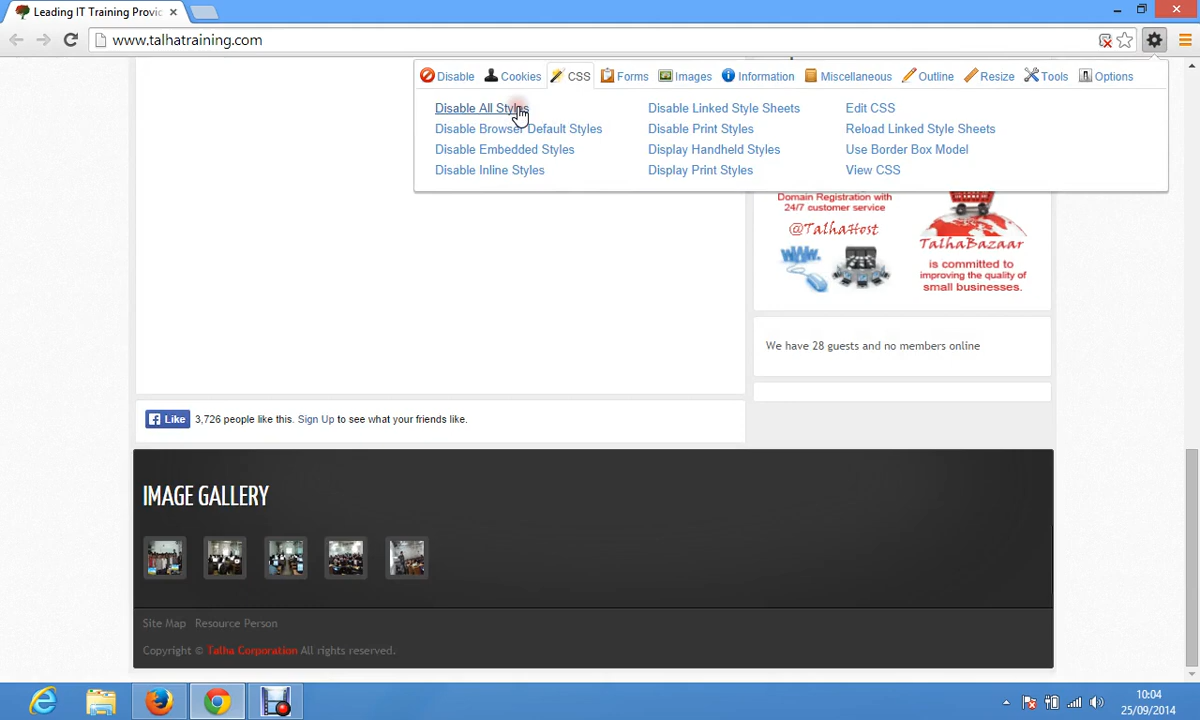 Leading IT Training Provid
www.talhatraining.com
Disable Cookies CSS Forms Images Information Miscellaneous Outline Resize Tools Options
Disable All Styles Disable Linked Style Sheets Edit CSS
Disable Browser Default Styles Disable Print Styles Reload Linked Style Sheets
Disable Embedded Styles Display Handheld Styles Use Border Box Model
Disable Inline Styles Display Print Styles View CSS
Domain Registration with
24/7 customer service
@TalhaHost
WWW.
TalhaBazaar
is committed to
improving the quality of
small businesses.
We have 28 guests and no members online
Like 3,726 people like this. Sign Up to see what your friends like.
IMAGE GALLERY
Site Map Resource Person
Copyright © Talha Corporation All rights reserved.
10:04
25/09/2014